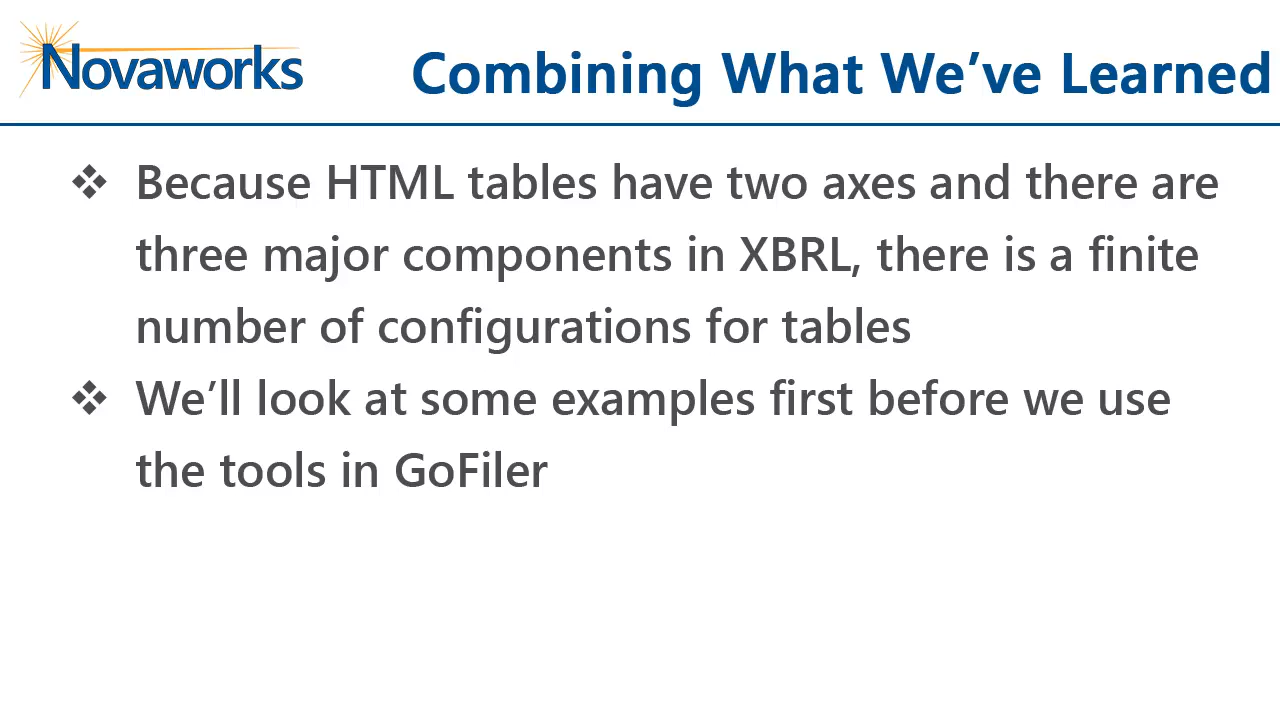 Novaworks
Combining What We’ve Learned
❖ Because HTML tables have two axes and there are
three major components in XBRL, there is a finite
number of configurations for tables
❖ We’ll look at some examples first before we use
the tools in GoFiler